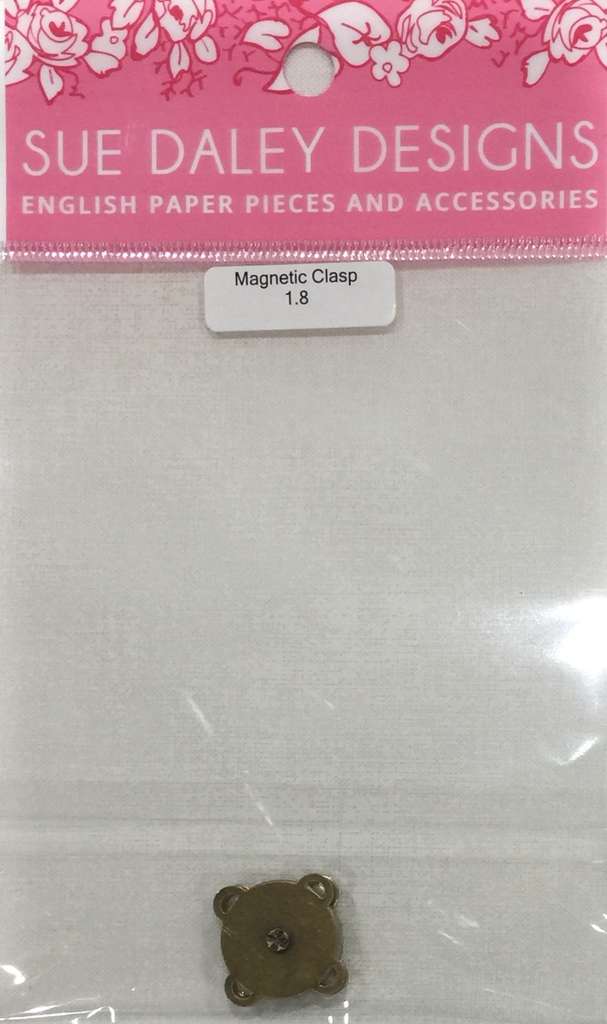 SUE DALEY DESIGNS
ENGLISH PAPER PIECES AND ACCESSORIES
Magnetic Clasp
1.8